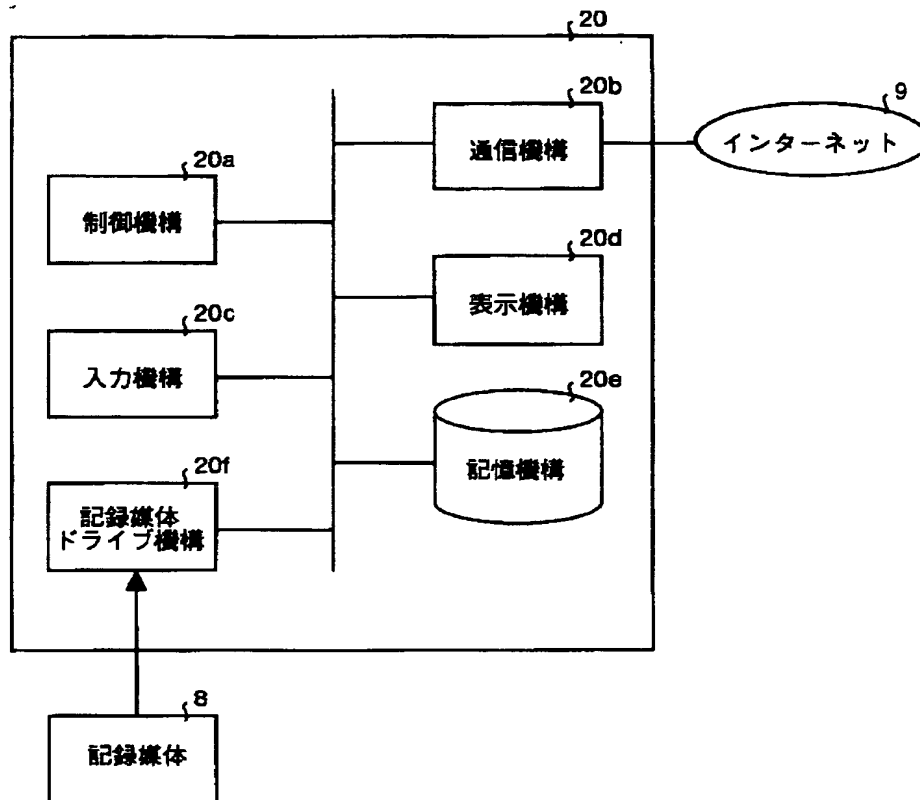 20
20b
9
通信機構
インターネット
20a
制御機構
20d
表示機構
20c
入力機構
20e
記憶機構
20f
記録媒体
ドライブ機構
8
記録媒体